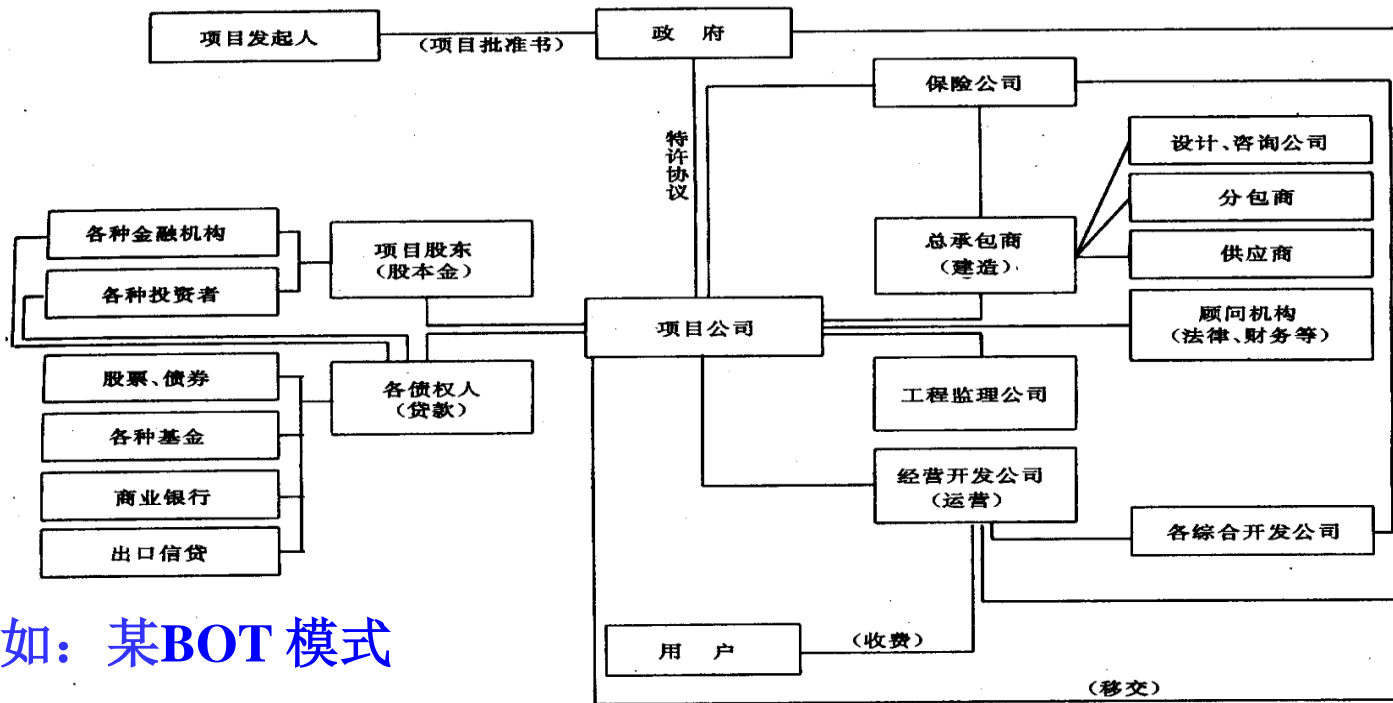 项目发起人
(项目批准书)
政 府
保险公司
特许协议
设计、咨询公司
分包商
供应商
各种金融机构
各种投资者
项目股东
(股本金)
总承包商
(建造)
项目公司
顾问机构
(法律、财务等)
股票、债券
各种基金
商业银行
出口信贷
各债权人
(贷款)
工程监理公司
经营开发公司
(运营)
各综合开发公司
如：某BOT 模式
用 户
(收费)
(移交)